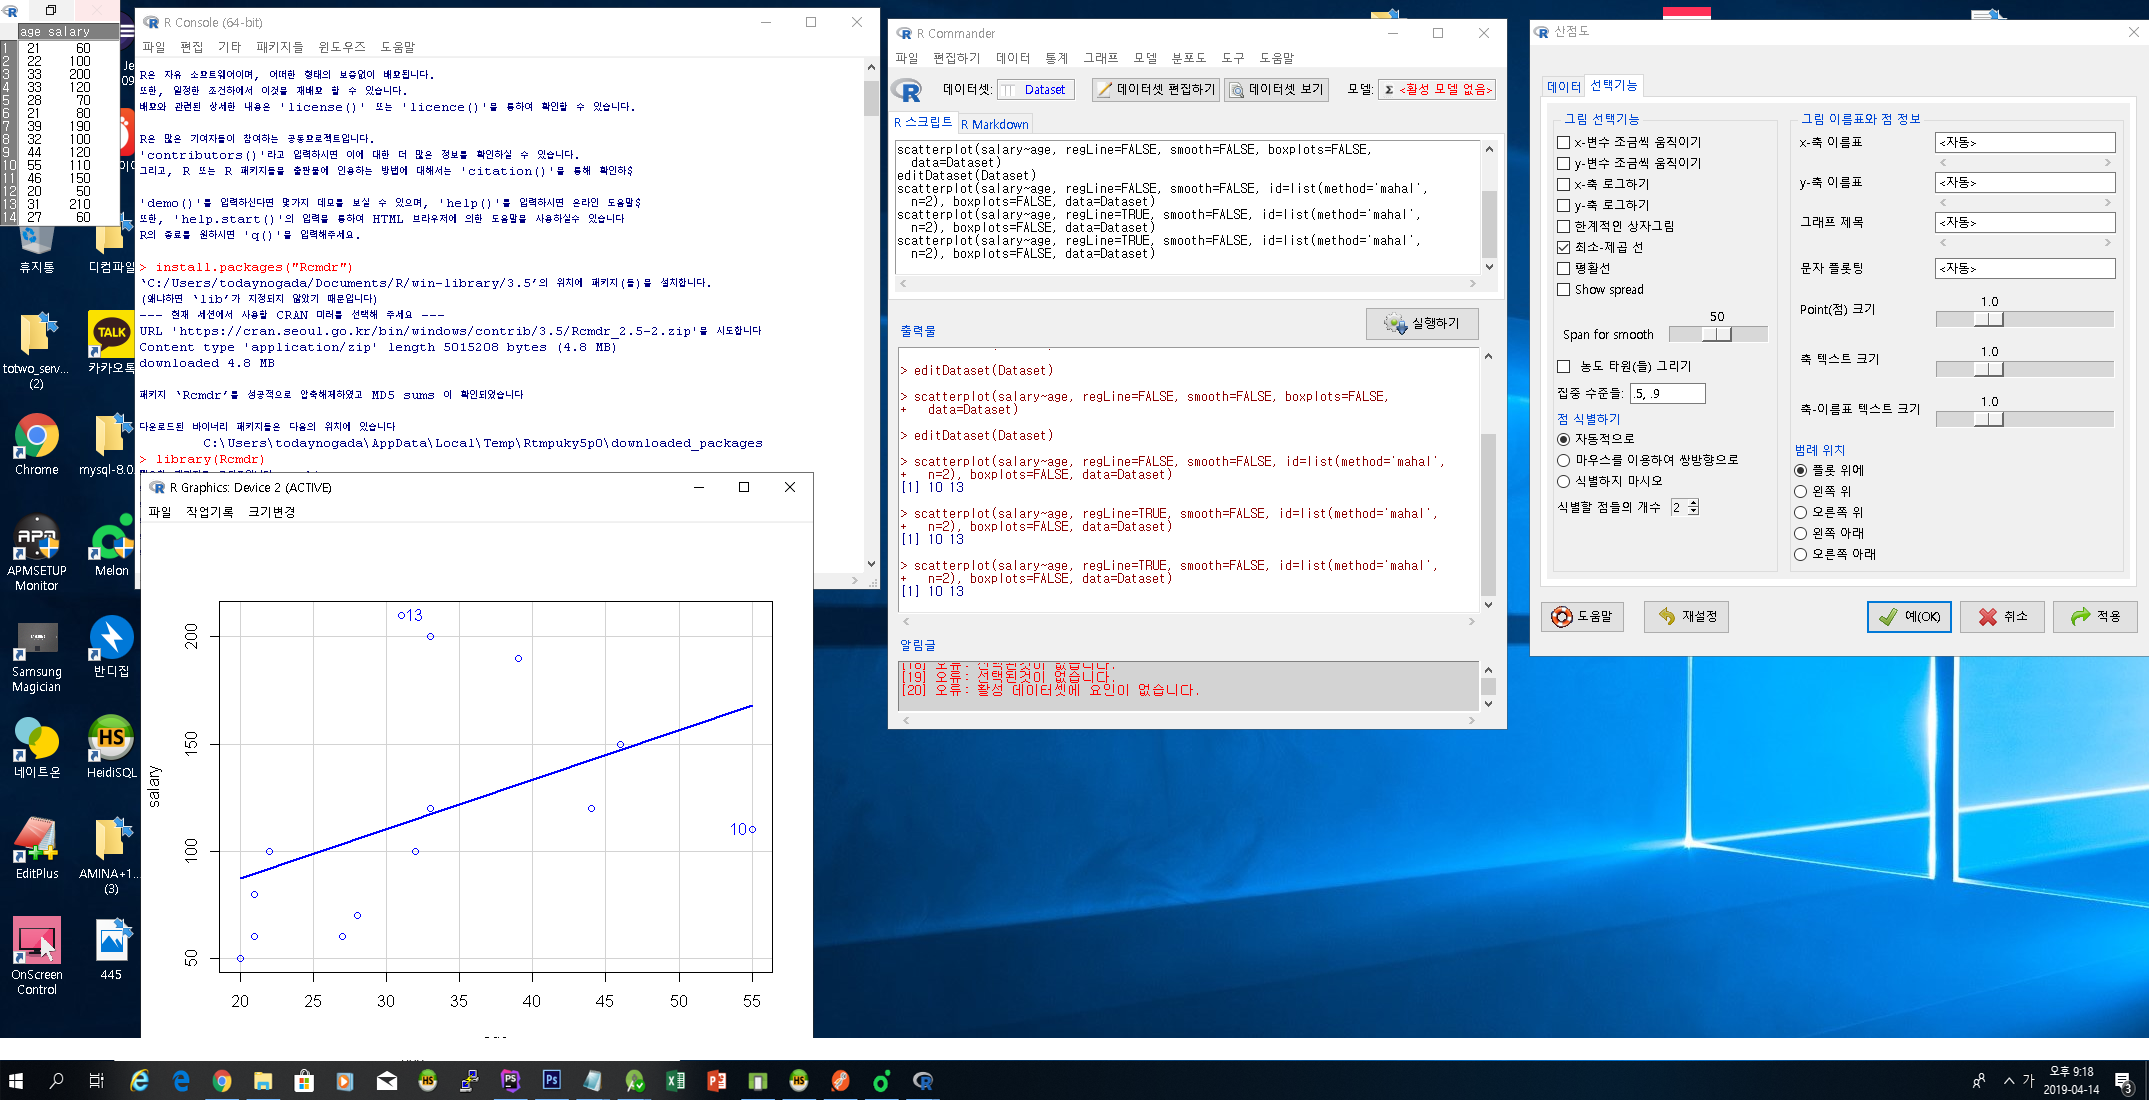 age salary
1 21 60
2 22 100
3 33 200
4 33 120
5 28 70
6 21 80
7 39 190
8 32 100
9 44 120
10 55 110
11 46 150
12 20 50
13 31 210
14 27 60
휴지통
디컴파일
totwo_serv... (2)
카카오톡
TALK
Chrome
mysql-8.0.
APMSETUP Monitor
Melon
Samsung Magician
반디집
네이트온
HeidiSQL
HS
EditPlus
AMINA+1... (3)
OnScreen Control
445
R Console (64-bit)
파일 편집 기타 패키지들 윈도우즈 도움말
R은 자유 소프트웨어이며, 어떠한 형태의 보증없이 배포됩니다.
또한, 일정한 조건하에서 이것을 재배포 할 수 있습니다.
배포와 관련된 상세한 내용은 'license()' 또는 'licence()'을 통하여 확인할 수 있습니다.
R은 많은 기여자들이 참여하는 공동프로젝트입니다.
'contributors()'라고 입력하시면 이에 대한 더 많은 정보를 확인하실 수 있습니다.
그리고, R 또는 R 패키지들을 출판물에 인용하는 방법에 대해서는 'citation()'을 통해 확인하$
'demo()'를 입력하신다면 몇가지 데모를 보실 수 있으며, 'help()'를 입력하시면 온라인 도움말$
또한, 'help.start()'의 입력을 통하여 HTML 브라우저에 의한 도움말을 사용하실수 있습니다
R의 종료를 원하시면 'q()'을 입력해주세요.
> install.packages("Rcmdr")
‘C:/Users/todaynogada/Documents/R/win-library/3.5’의 위치에 패키지(들)을 설치합니다.
(왜냐하면 ‘lib’가 지정되지 않았기 때문입니다)
--- 현재 세션에서 사용할 CRAN 미러를 선택해 주세요 ---
URL 'https://cran.seoul.go.kr/bin/windows/contrib/3.5/Rcmdr_2.5-2.zip'을 시도합니다
Content type 'application/zip' length 5015208 bytes (4.8 MB)
downloaded 4.8 MB
패키지 ‘Rcmdr’를 성공적으로 압축해제하였고 MD5 sums 이 확인되었습니다
다운로드된 바이너리 패키지들은 다음의 위치에 있습니다
C:\Users\todaynogada\AppData\Local\Temp\Rtmpuky5pO\downloaded_packages
> library(Rcmdr)
R Graphics: Device 2 (ACTIVE)
파일 작업기록 크기변경
200
150
100
50
salary
13
10
20 25 30 35 40 45 50 55
R Commander
파일 편집하기 데이터 통계 그래프 모델 분포도 도구 도움말
데이터셋: Dataset 데이터셋 편집하기 데이터셋 보기 모델: Σ <활성 모델 없음>
R 스크립트 R Markdown
scatterplot(salary~age, regLine=FALSE, smooth=FALSE, boxplots=FALSE,
data=Dataset)
editDataset(Dataset)
scatterplot(salary~age, regLine=FALSE, smooth=FALSE, id=list(method='mahal',
n=2), boxplots=FALSE, data=Dataset)
scatterplot(salary~age, regLine=TRUE, smooth=FALSE, id=list(method='mahal',
n=2), boxplots=FALSE, data=Dataset)
scatterplot(salary~age, regLine=TRUE, smooth=FALSE, id=list(method='mahal',
n=2), boxplots=FALSE, data=Dataset)
출력물
실행하기
> editDataset(Dataset)
> scatterplot(salary~age, regLine=FALSE, smooth=FALSE, boxplots=FALSE,
+ data=Dataset)
> editDataset(Dataset)
> scatterplot(salary~age, regLine=FALSE, smooth=FALSE, id=list(method='mahal',
+ n=2), boxplots=FALSE, data=Dataset)
[1] 10 13
> scatterplot(salary~age, regLine=TRUE, smooth=FALSE, id=list(method='mahal',
+ n=2), boxplots=FALSE, data=Dataset)
[1] 10 13
> scatterplot(salary~age, regLine=TRUE, smooth=FALSE, id=list(method='mahal',
+ n=2), boxplots=FALSE, data=Dataset)
[1] 10 13
알림글
[18] 오류: 선택된것이 없습니다.
[19] 오류: 선택된것이 없습니다.
[20] 오류: 활성 데이터셋에 요인이 없습니다.
산점도
데이터 선택기능
그림 선택기능
x-변수 조금씩 움직이기
y-변수 조금씩 움직이기
x-축 로그하기
y-축 로그하기
한계적인 상자그림
최소-제곱 선
평활선
Show spread
50
Span for smooth
농도 타원(들) 그리기
집중 수준들: .5, .9
점 식별하기
자동적으로
마우스를 이용하여 쌍방향으로
식별하지 마시오
식별할 점들의 개수 2
그림 이름표와 점 정보
x-축 이름표 <자동>
y-축 이름표 <자동>
그래프 제목 <자동>
문자 플롯팅 <자동>
1.0
Point(점) 크기
1.0
축 텍스트 크기
1.0
축-이름표 텍스트 크기
범례 위치
플롯 위에
왼쪽 위
오른쪽 위
왼쪽 아래
오른쪽 아래
도움말 재설정 예(OK) 취소 적용
가
오후 9:18
2019-04-14
3